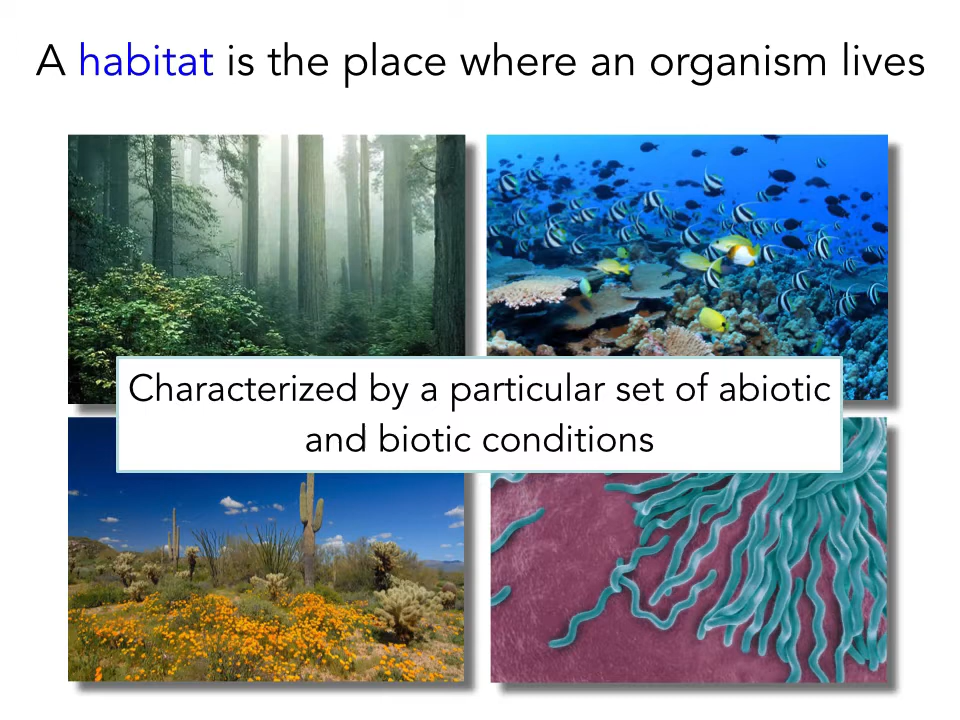 A habitat is the place where an organism lives
Characterized by a particular set of abiotic
and biotic conditions